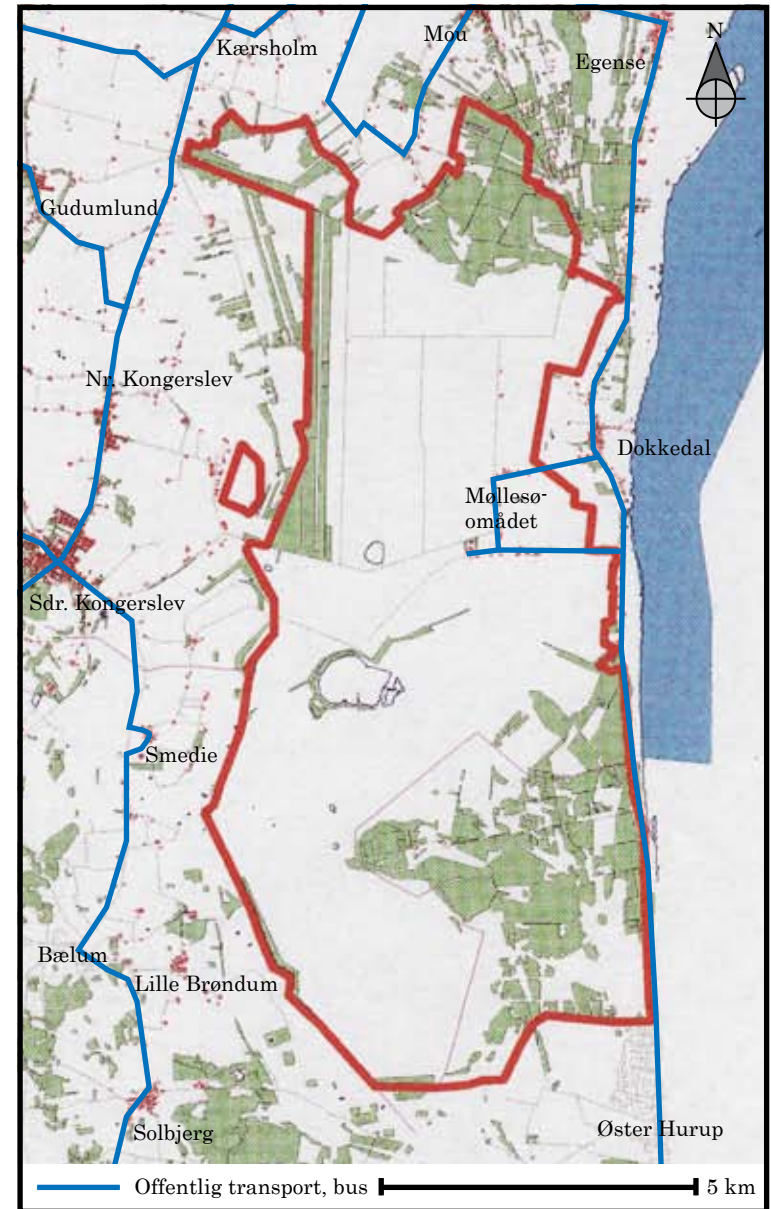 Kærsholm
Mou
Egense
N
Gudumlund
Nr. Kongerslev
Dokkedal
Møllesø-
området
Sdr. Kongerslev
Smedie
Bælum
Lille Brøndum
Solbjerg
Øster Hurup
Offentlig transport, bus 5 km